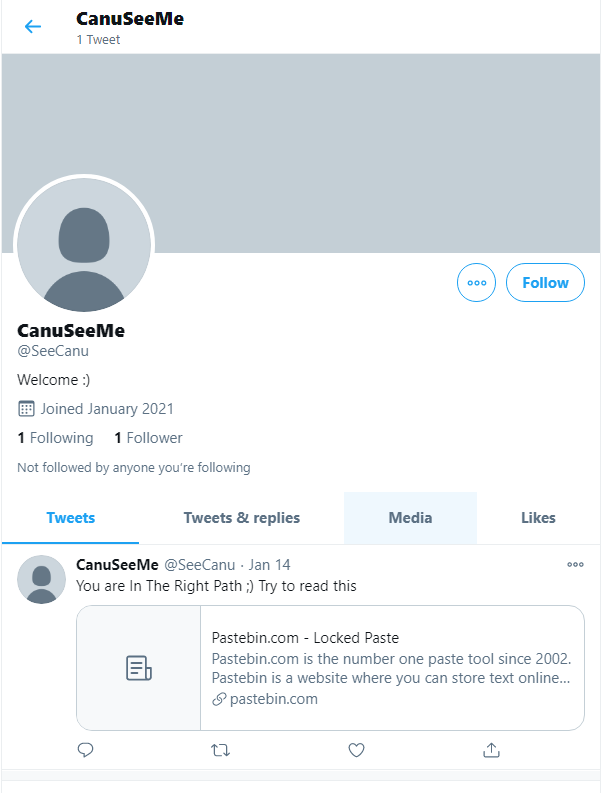 CanuSeeMe
1 Tweet
Follow
CanuSeeMe
@SeeCanu
Welcome :)
Joined January 2021
1 Following 1 Follower
Not followed by anyone you're following
Tweets Tweets & replies Media Likes
CanuSeeMe @SeeCanu · Jan 14
You are In The Right Path ;) Try to read this
Pastebin.com - Locked Paste
Pastebin.com is the number one paste tool since 2002.
Pastebin is a website where you can store text online...
pastebin.com